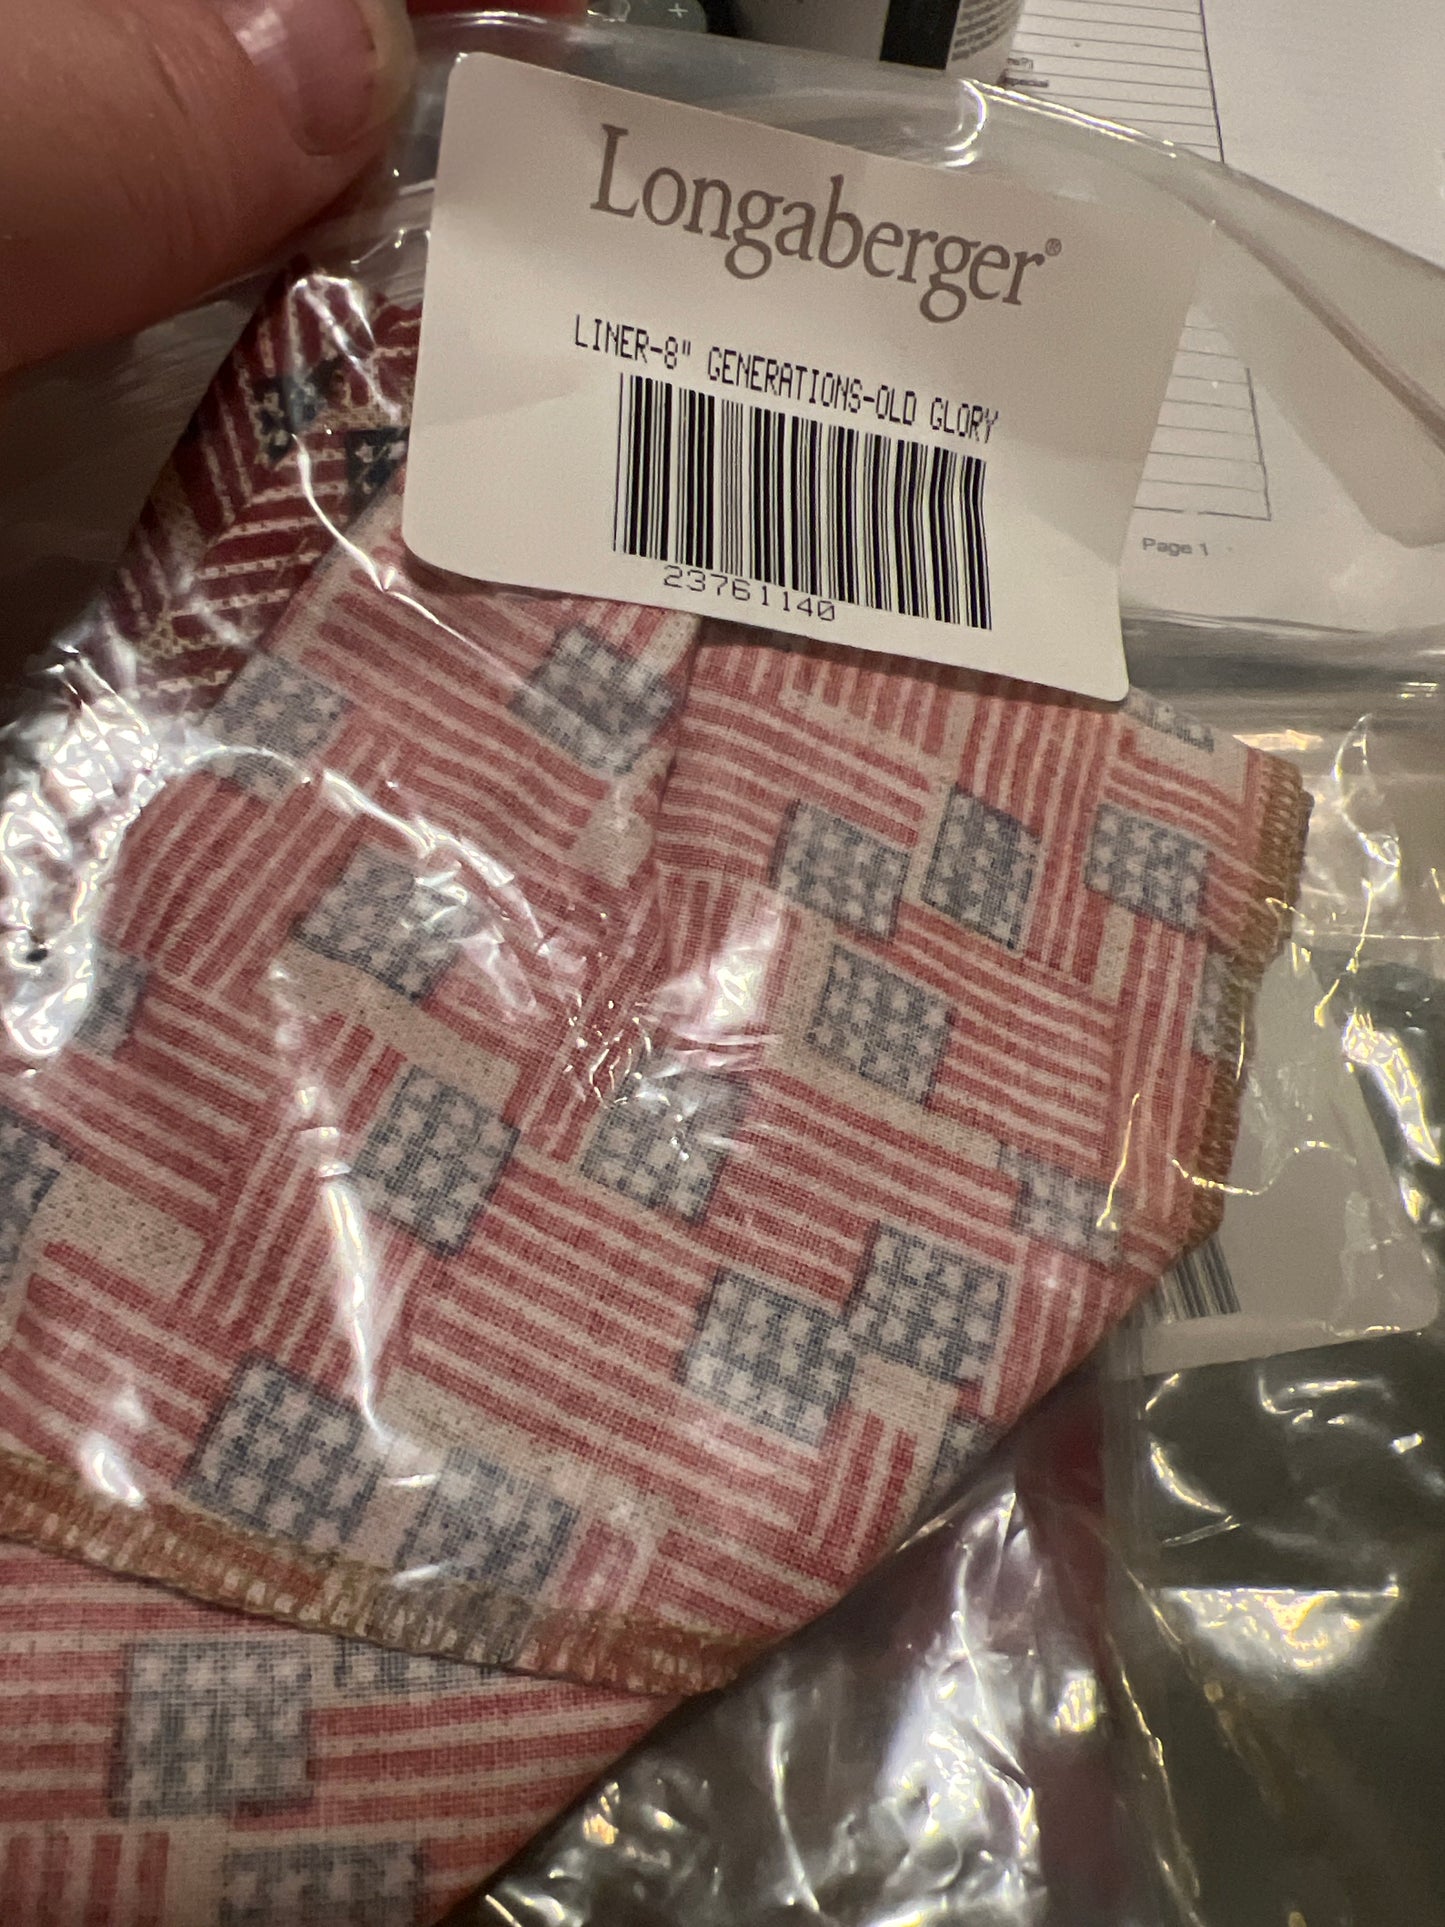 Longaberger®
LINER-8" GENERATIONS-OLD GLORY
23761140
Page 1